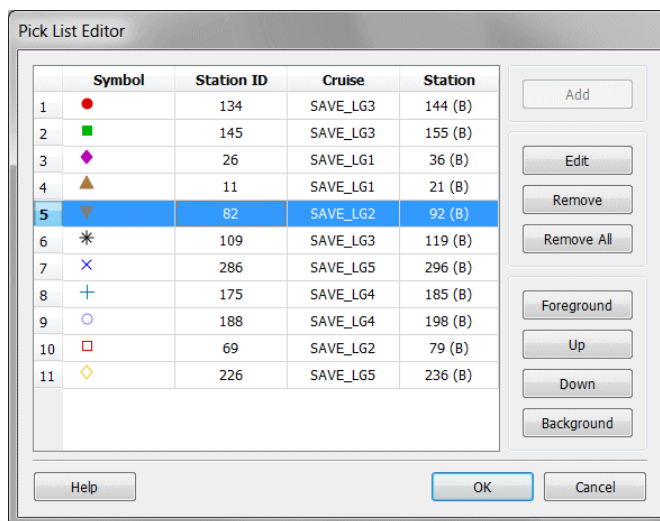 Pick List Editor
Symbol Station ID Cruise Station
1 134 SAVE_LG3 144 (B)
2 145 SAVE_LG3 155 (B)
3 26 SAVE_LG1 36 (B)
4 11 SAVE_LG1 21 (B)
5 82 SAVE_LG2 92 (B)
6 109 SAVE_LG3 119 (B)
7 286 SAVE_LG5 296 (B)
8 175 SAVE_LG4 185 (B)
9 188 SAVE_LG4 198 (B)
10 69 SAVE_LG2 79 (B)
11 226 SAVE_LG5 236 (B)
Add
Edit
Remove
Remove All
Foreground
Up
Down
Background
Help OK Cancel